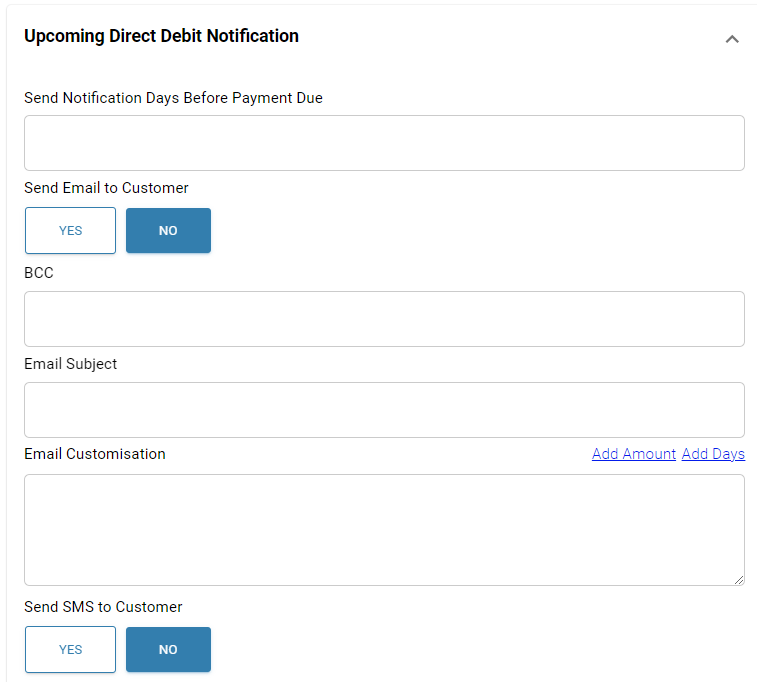 Upcoming Direct Debit Notification
Send Notification Days Before Payment Due
Send Email to Customer
YES NO
BCC
Email Subject
Email Customisation Add Amount Add Days
Send SMS to Customer
YES NO